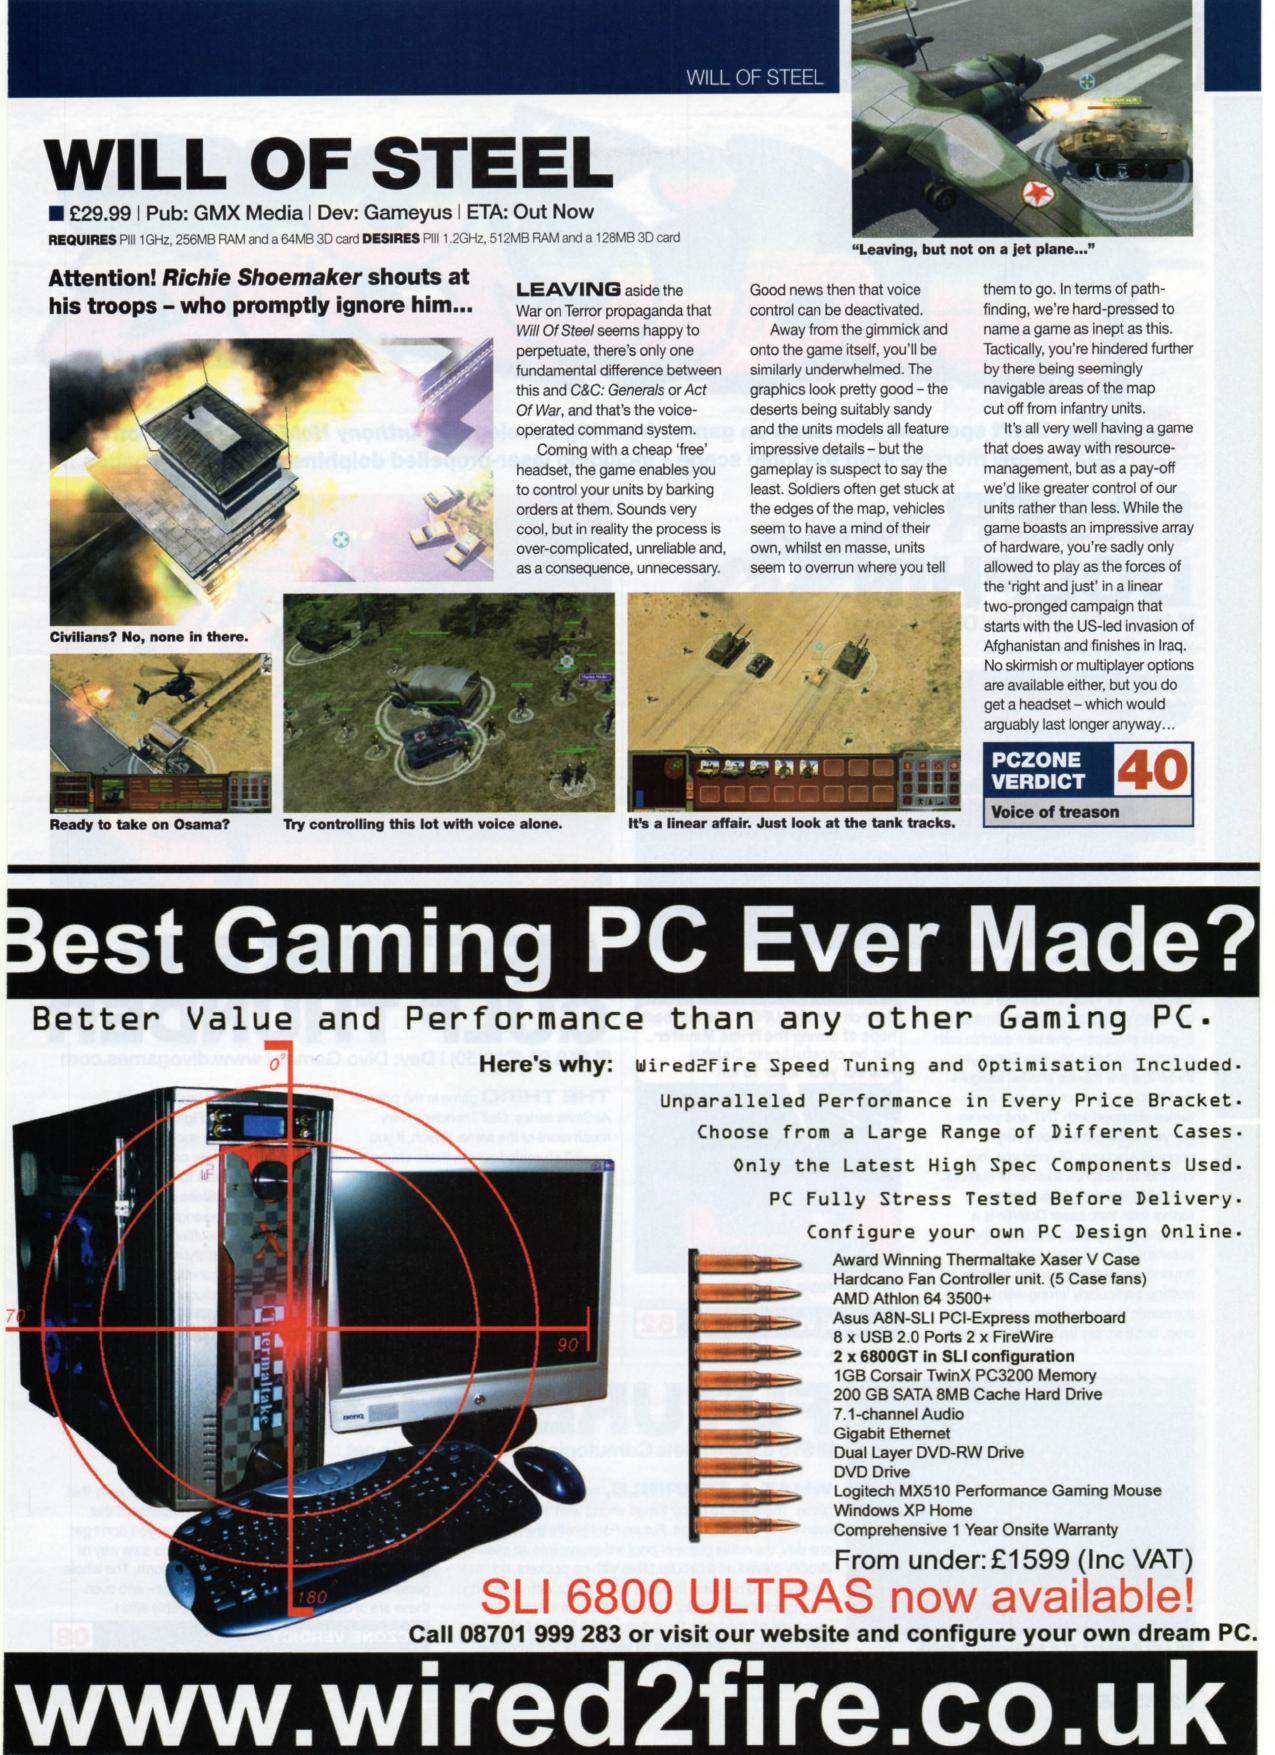 WILL OF STEEL
"Leaving, but not on a jet plane..."
WILL OF STEEL
£29.99 | Pub: GMX Media | Dev: Gameyus | ETA: Out Now
REQUIRES PIII 1GHz, 256MB RAM and a 64MB 3D card DESIRES PIII 1.2GHz, 512MB RAM and a 128MB 3D card
Attention! Richie Shoemaker shouts at
his troops – who promptly ignore him...
Civilians? No, none in there.
LEAVING aside the
War on Terror propaganda that
Will Of Steel seems happy to
perpetuate, there's only one
fundamental difference between
this and C&C: Generals or Act
Of War, and that's the voice-
operated command system.
Coming with a cheap 'free'
headset, the game enables you
to control your units by barking
orders at them. Sounds very
cool, but in reality the process is
over-complicated, unreliable and,
as a consequence, unnecessary.
Good news then that voice
control can be deactivated.
Away from the gimmick and
onto the game itself, you'll be
similarly underwhelmed. The
graphics look pretty good – the
deserts being suitably sandy
and the units models all feature
impressive details – but the
gameplay is suspect to say the
least. Soldiers often get stuck at
the edges of the map, vehicles
seem to have a mind of their
own, whilst en masse, units
seem to overrun where you tell
them to go. In terms of path-
finding, we're hard-pressed to
name a game as inept as this.
Tactically, you're hindered further
by there being seemingly
navigable areas of the map
cut off from infantry units.
It's all very well having a game
that does away with resource-
management, but as a pay-off
we'd like greater control of our
units rather than less. While the
game boasts an impressive array
of hardware, you're sadly only
allowed to play as the forces of
the 'right and just' in a linear
two-pronged campaign that
starts with the US-led invasion of
Afghanistan and finishes in Iraq.
No skirmish or multiplayer options
are available either, but you do
get a headset – which would
arguably last longer anyway...
Ready to take on Osama?
Try controlling this lot with voice alone.
It's a linear affair. Just look at the tank tracks.
PCZONE
VERDICT
40
Voice of treason
Best Gaming PC Ever Made?
Better Value and Performance than any other Gaming PC.
Here's why: Wired2Fire Speed Tuning and Optimisation Included.
Unparalleled Performance in Every Price Bracket.
Choose from a Large Range of Different Cases.
Only the Latest High Spec Components Used.
PC Fully Stress Tested Before Delivery.
Configure your own PC Design Online.
0°
70°
90°
180
Thermaltake
Award Winning Thermaltake Xaser V Case
Hardcano Fan Controller unit. (5 Case fans)
AMD Athlon 64 3500+
Asus A8N-SLI PCI-Express motherboard
8 x USB 2.0 Ports 2 x FireWire
2 x 6800GT in SLI configuration
1GB Corsair TwinX PC3200 Memory
200 GB SATA 8MB Cache Hard Drive
7.1-channel Audio
Gigabit Ethernet
Dual Layer DVD-RW Drive
DVD Drive
Logitech MX510 Performance Gaming Mouse
Windows XP Home
Comprehensive 1 Year Onsite Warranty
From under: £1599 (Inc VAT)
SLI 6800 ULTRAS now available!
Call 08701 999 283 or visit our website and configure your own dream PC.
www.wired2fire.co.uk